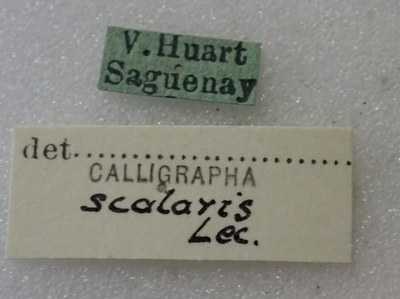 V. Huart
Saguenay
det.........................
CALLIGRAPHA
scalaris
Lec.